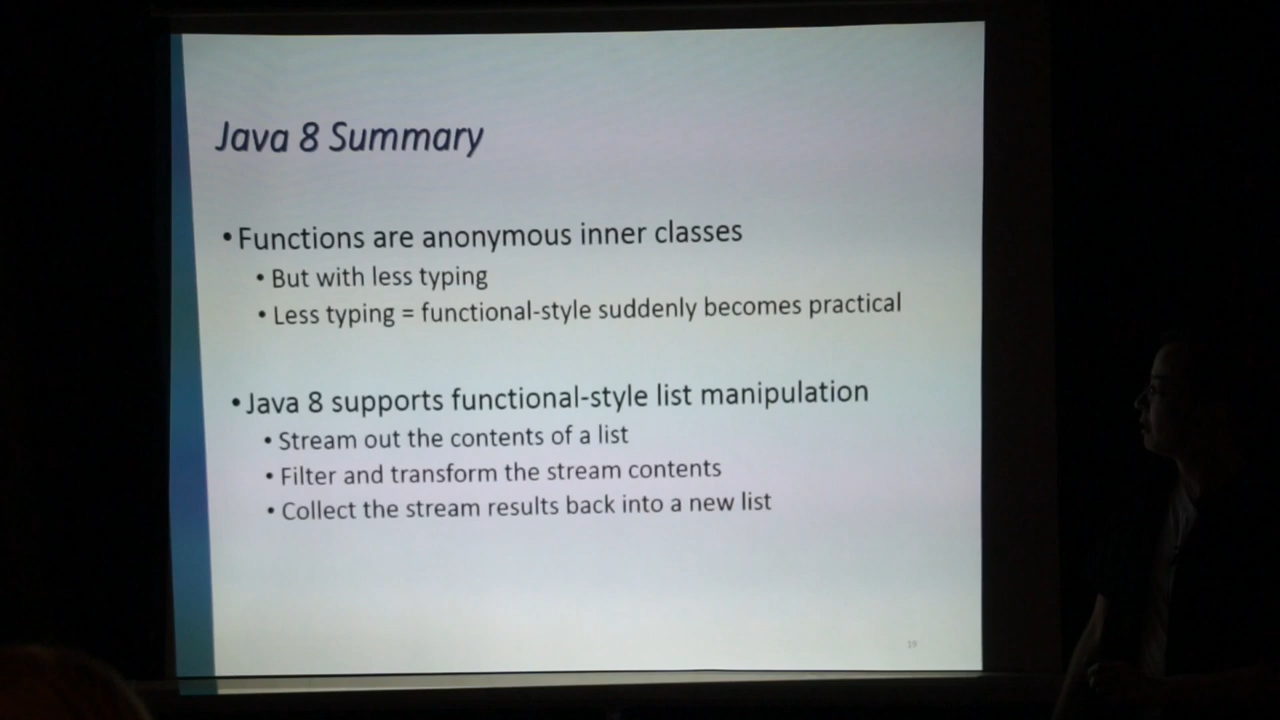 Java 8 Summary
• Functions are anonymous inner classes
• But with less typing
• Less typing = functional-style suddenly becomes practical
• Java 8 supports functional-style list manipulation
• Stream out the contents of a list
• Filter and transform the stream contents
• Collect the stream results back into a new list
19